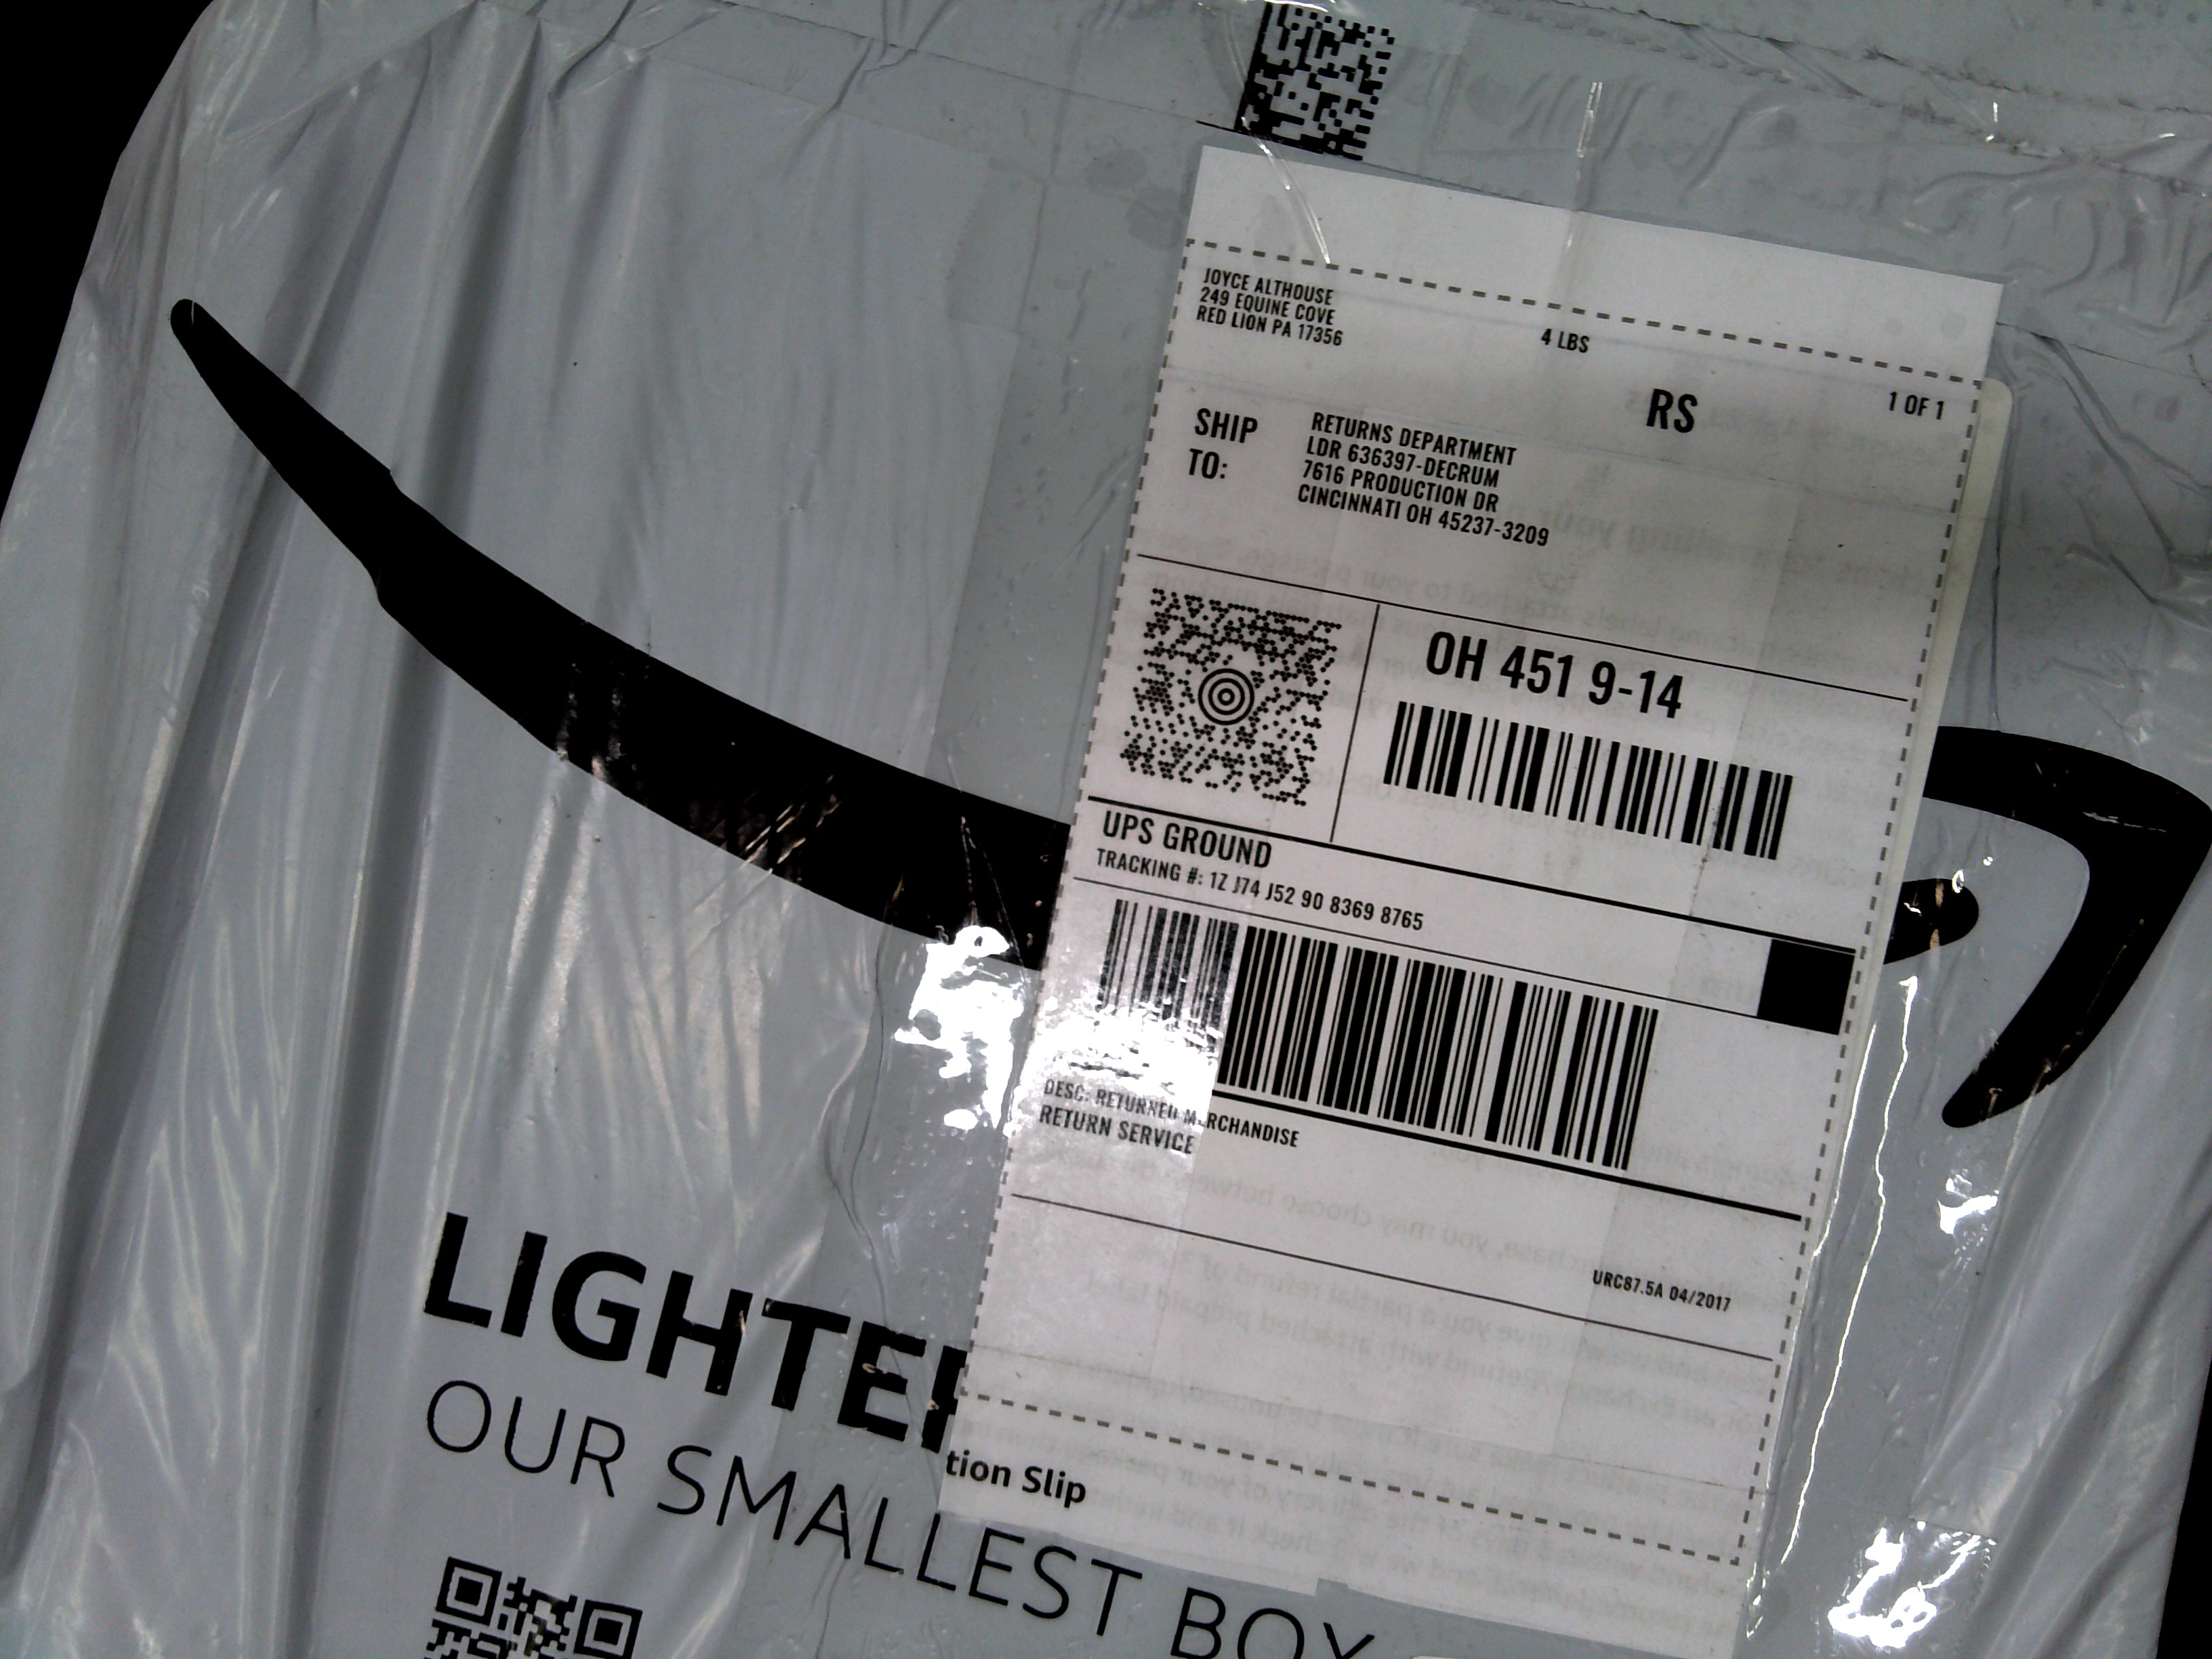 JOYCE ALTHOUSE
249 EQUINE COVE
RED LION PA 17356
4 LBS
1 OF 1
RS
SHIP TO:
RETURNS DEPARTMENT
LDR 636397-DECRUM
7616 PRODUCTION DR
CINCINNATI OH 45237-3209
OH 451 9-14
UPS GROUND
TRACKING #: 1Z J74 J52 90 8369 8765
DESC: RETURNED MERCHANDISE
RETURN SERVICE
URC87.5A 04/2017
tion Slip
LIGHTER
OUR SMALLEST BOX